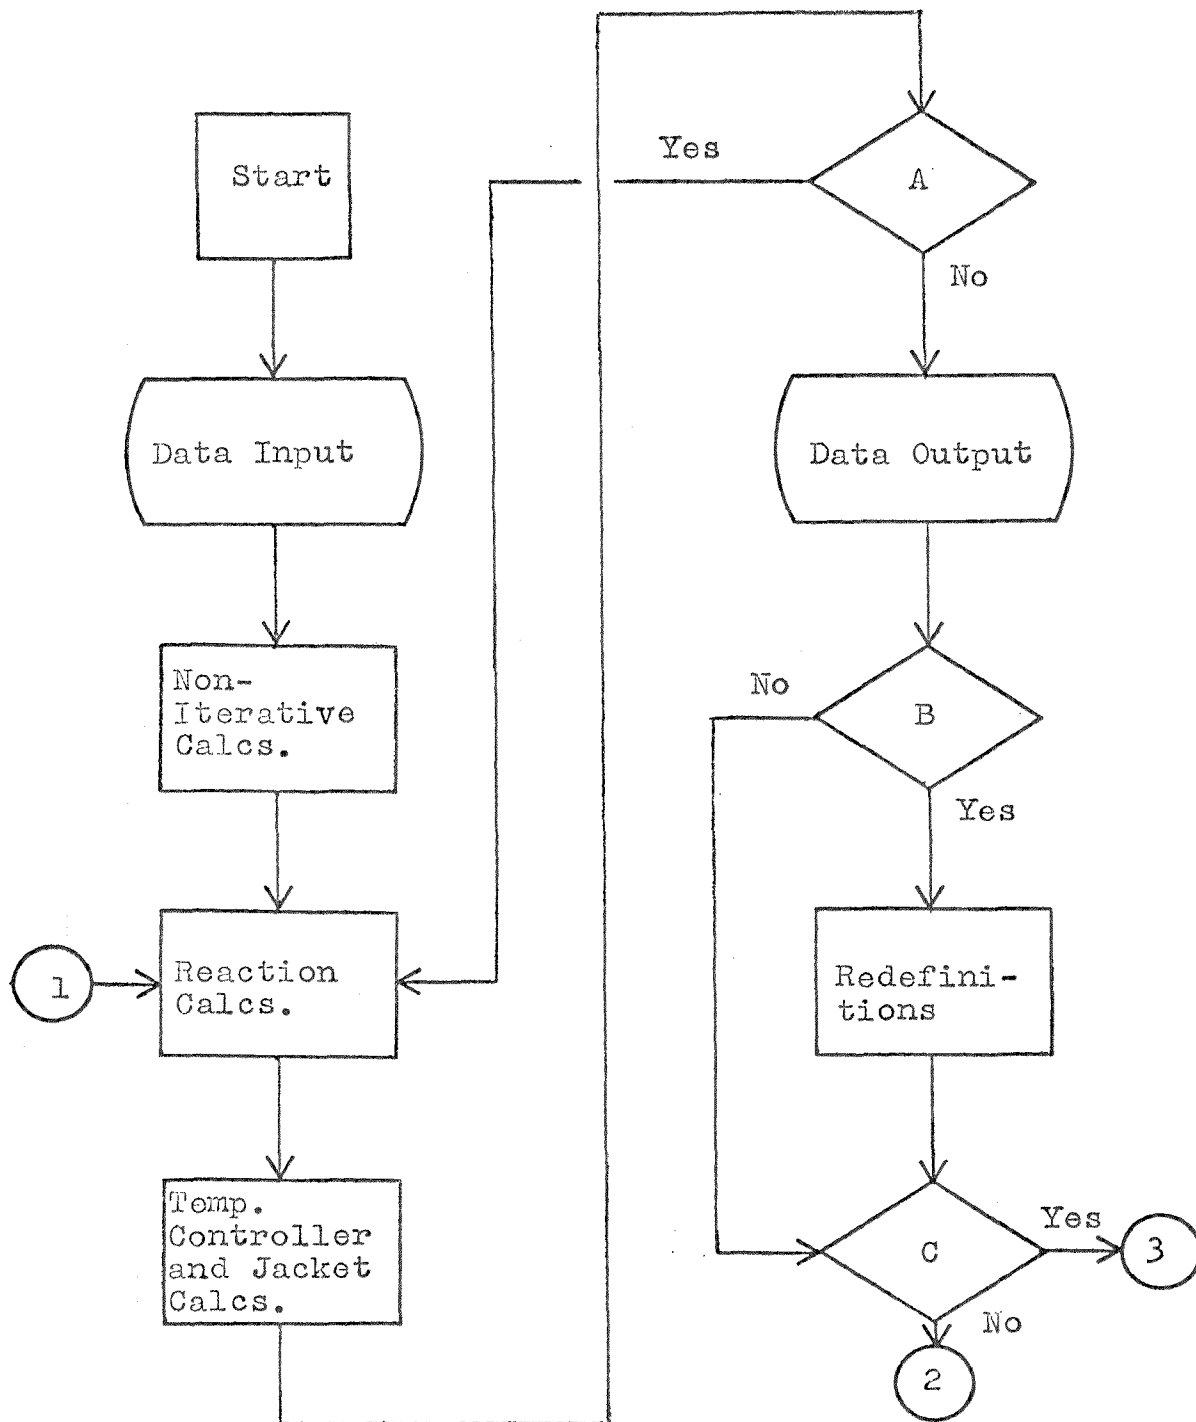 Start
Data Input
Non-
Iterative
Calcs.
1
Reaction
Calcs.
Temp.
Controller
and Jacket
Calcs.
Yes
A
No
Data Output
No
B
Yes
Redefini-
tions
C
Yes
3
No
2